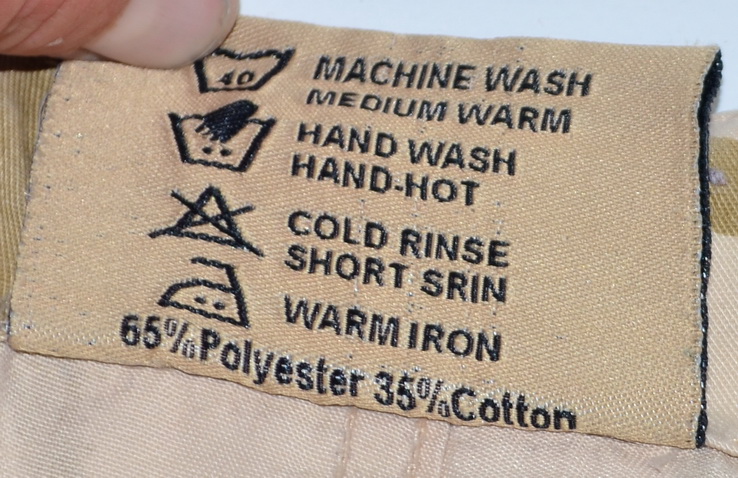 40
MACHINE WASH
MEDIUM WARM
HAND WASH
HAND-HOT
COLD RINSE
SHORT SRIN
WARM IRON
65%Polyester 35%Cotton